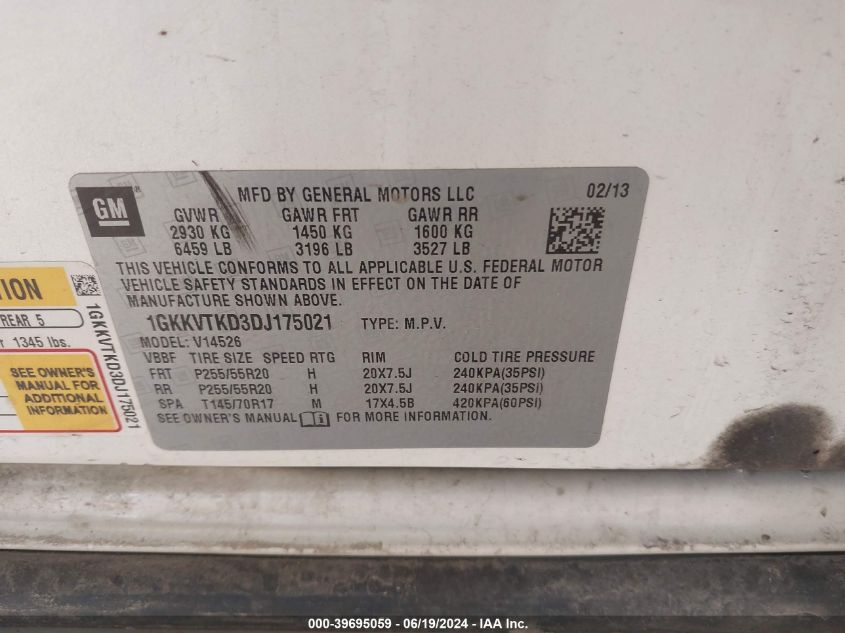 GM
MFD BY GENERAL MOTORS LLC 02/13
GVWR GAWR FRT GAWR RR
2930 KG 1450 KG 1600 KG
6459 LB 3196 LB 3527 LB
THIS VEHICLE CONFORMS TO ALL APPLICABLE U.S. FEDERAL MOTOR
VEHICLE SAFETY STANDARDS IN EFFECT ON THE DATE OF
MANUFACTURE SHOWN ABOVE.
1GKKVTKD3DJ175021 TYPE: M.P.V.
MODEL: V14526
VBBF TIRE SIZE SPEED RTG RIM COLD TIRE PRESSURE
FRT P255/55R20 H 20X7.5J 240KPA(35PSI)
RR P255/55R20 H 20X7.5J 240KPA(35PSI)
SPA T145/70R17 M 17X4.5B 420KPA(60PSI)
SEE OWNER'S MANUAL FOR MORE INFORMATION.
TION
REAR 5
1345 lbs.
SEE OWNER'S
MANUAL FOR
ADDITIONAL
INFORMATION
1GKKVTKD3DJ175021
000-39695059 - 06/19/2024 - IAA Inc.